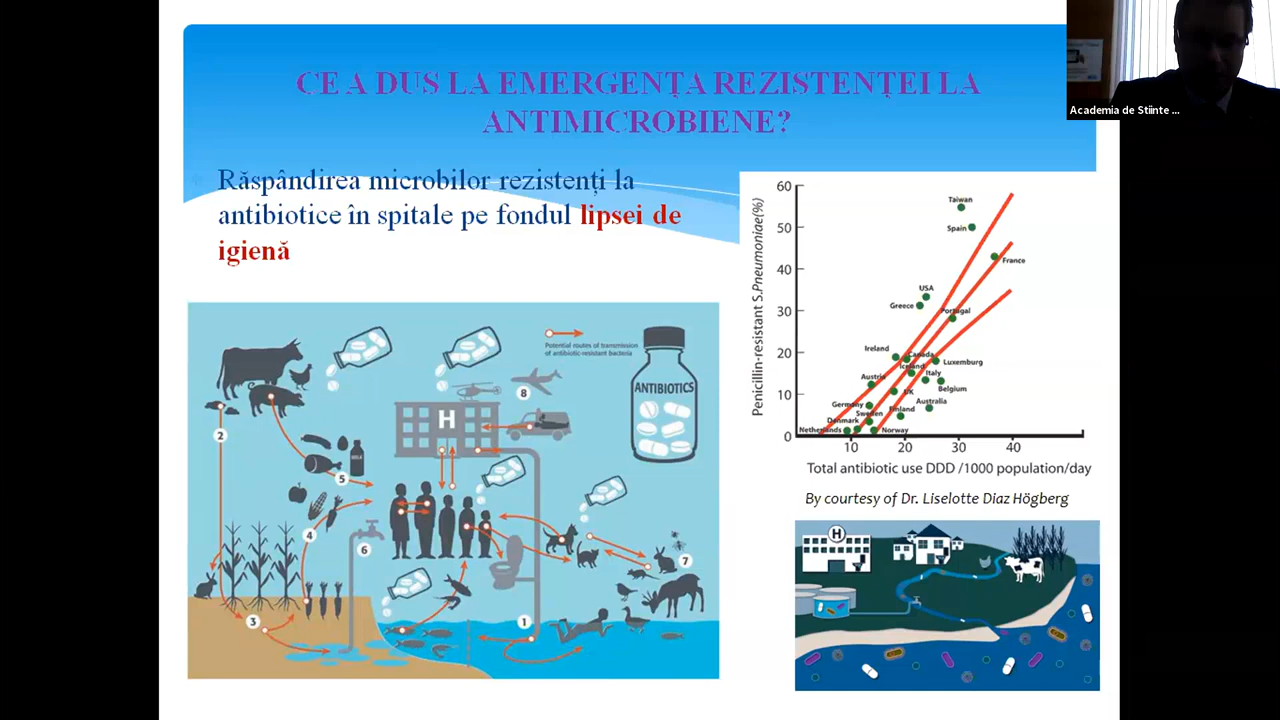 CE A DUS LA EMERGENȚA REZISTENȚEI LA
ANTIMICROBIENE?
Academia de Stiinte ...
Răspândirea microbilor rezistenți la
antibiotice în spitale pe fondul lipsei de
igienă
Potential routes of transmission
of antibiotic-resistant bacteria
ANTIBIOTICS
H
8
2
5
4
6
7
3
1
Penicillin-resistant S.Pneumoniae(%)
60
50
40
30
20
10
0
Taiwan
Spain
France
USA
Greece
Portugal
Ireland
Canada
Iceland
Luxemburg
Austria
Italy
UK
Belgium
Australia
Germany
Sweden
Finland
Denmark
Netherlands
Norway
10
20
30
40
Total antibiotic use DDD /1000 population/day
By courtesy of Dr. Liselotte Diaz Högberg
H